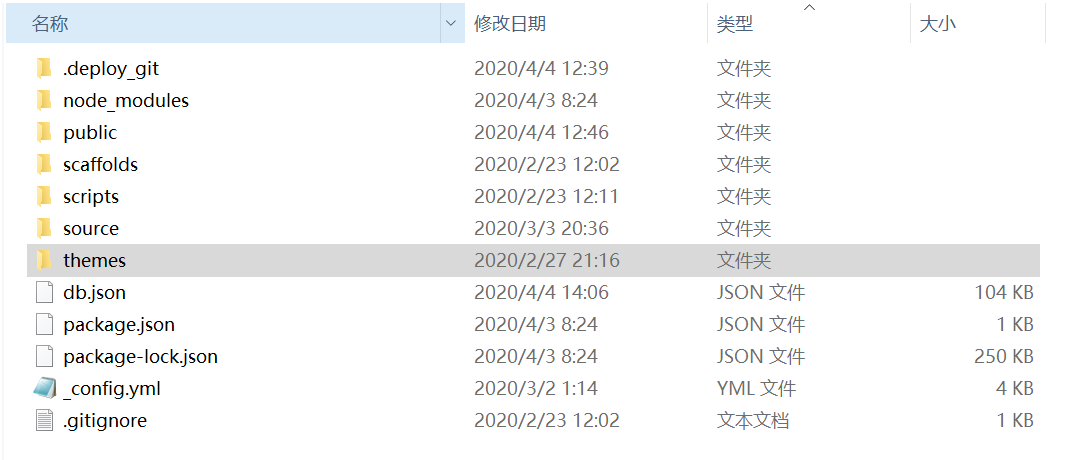 名称 修改日期 类型 大小
.deploy_git 2020/4/4 12:39 文件夹
node_modules 2020/4/3 8:24 文件夹
public 2020/4/4 12:46 文件夹
scaffolds 2020/2/23 12:02 文件夹
scripts 2020/2/23 12:11 文件夹
source 2020/3/3 20:36 文件夹
themes 2020/2/27 21:16 文件夹
db.json 2020/4/4 14:06 JSON 文件 104 KB
package.json 2020/4/3 8:24 JSON 文件 1 KB
package-lock.json 2020/4/3 8:24 JSON 文件 250 KB
_config.yml 2020/3/2 1:14 YML 文件 4 KB
.gitignore 2020/2/23 12:02 文本文档 1 KB